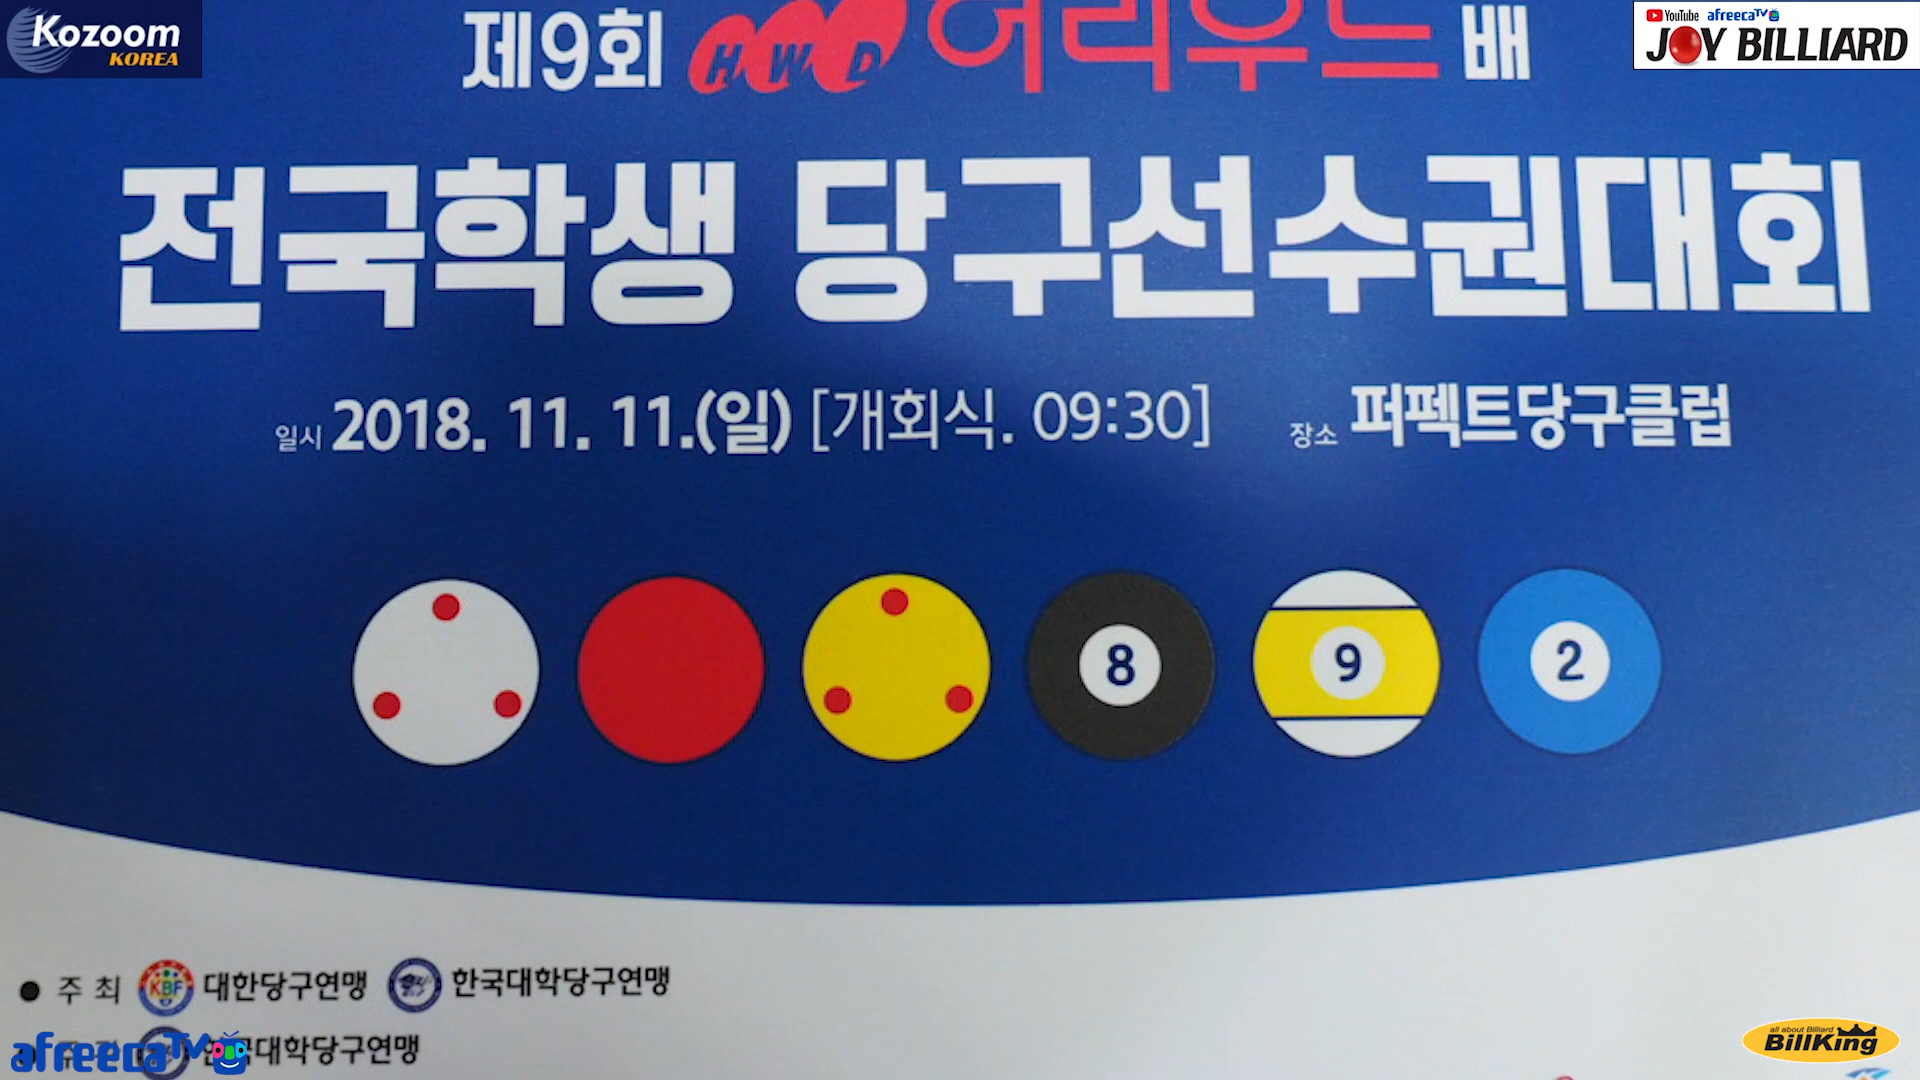 Kozoom
KOREA
YouTube afreecaTV
JOY BILLIARD
제9회 HWD 허리우드배
전국학생 당구선수권대회
일시 2018. 11. 11.(일) [개회식. 09:30] 장소 퍼펙트당구클럽
8 9 2
● 주 최 KBF 대한당구연맹 한국대학당구연맹
한국대학당구연맹
afreecaTV
all about Billiard
BillKing